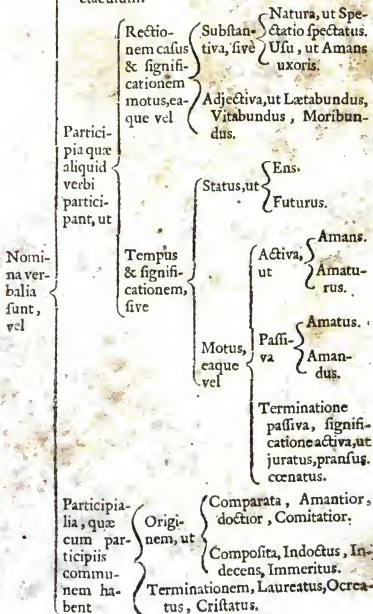 Nomi-
na ver-
balia
sunt,
vel
Partici-
pia quæ
aliquid
verbi
partici-
pant, ut
Rectio-
nem casus
& signifi-
cationem
motus, ea-
que vel
Substan-
tiva, sivè
Natura, ut Spe-
ctatio spectatus.
Usu, ut Amans
uxoris.
Adjectiva, ut Lætabundus,
Vitabundus, Moribun-
dus.
Tempus
& signifi-
cationem,
sive
Status, ut
Ens.
Futurus.
Motus,
eaque
vel
Activa,
ut
Amans.
Amatu-
rus.
Passi-
va
Amatus.
Aman-
dus.
Terminatione
passiva, signifi-
catione activa, ut
juratus, pransus.
cœnatus.
Participia-
lia, quæ
cum par-
ticipiis
commu-
nem ha-
bent
Origi-
nem, ut
Comparata, Amantior,
doctior, Comitatior.
Composita, Indoctus, In-
decens, Immeritus.
Terminationem, Laureatus, Ocrea-
tus, Cristatus.